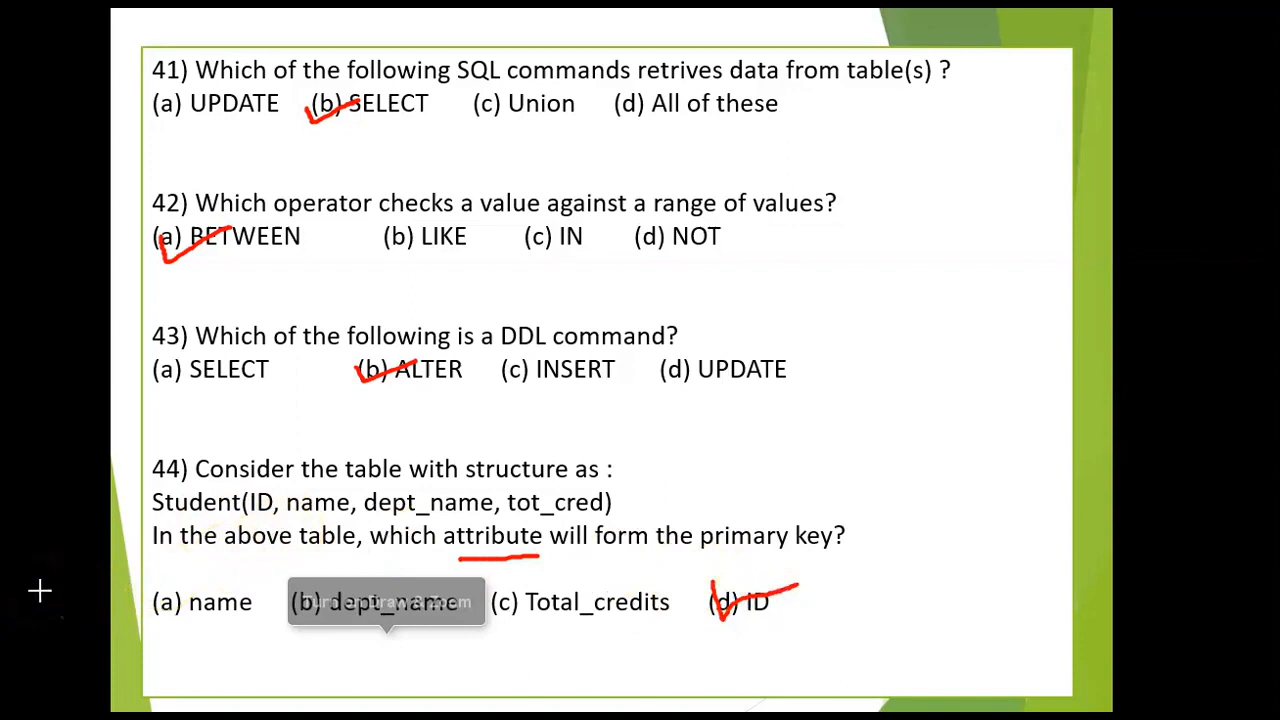 41) Which of the following SQL commands retrives data from table(s) ?
(a) UPDATE (b) SELECT (c) Union (d) All of these
42) Which operator checks a value against a range of values?
(a) BETWEEN (b) LIKE (c) IN (d) NOT
43) Which of the following is a DDL command?
(a) SELECT (b) ALTER (c) INSERT (d) UPDATE
44) Consider the table with structure as :
Student(ID, name, dept_name, tot_cred)
In the above table, which attribute will form the primary key?
(a) name (b) dept_name (c) Total_credits (d) ID